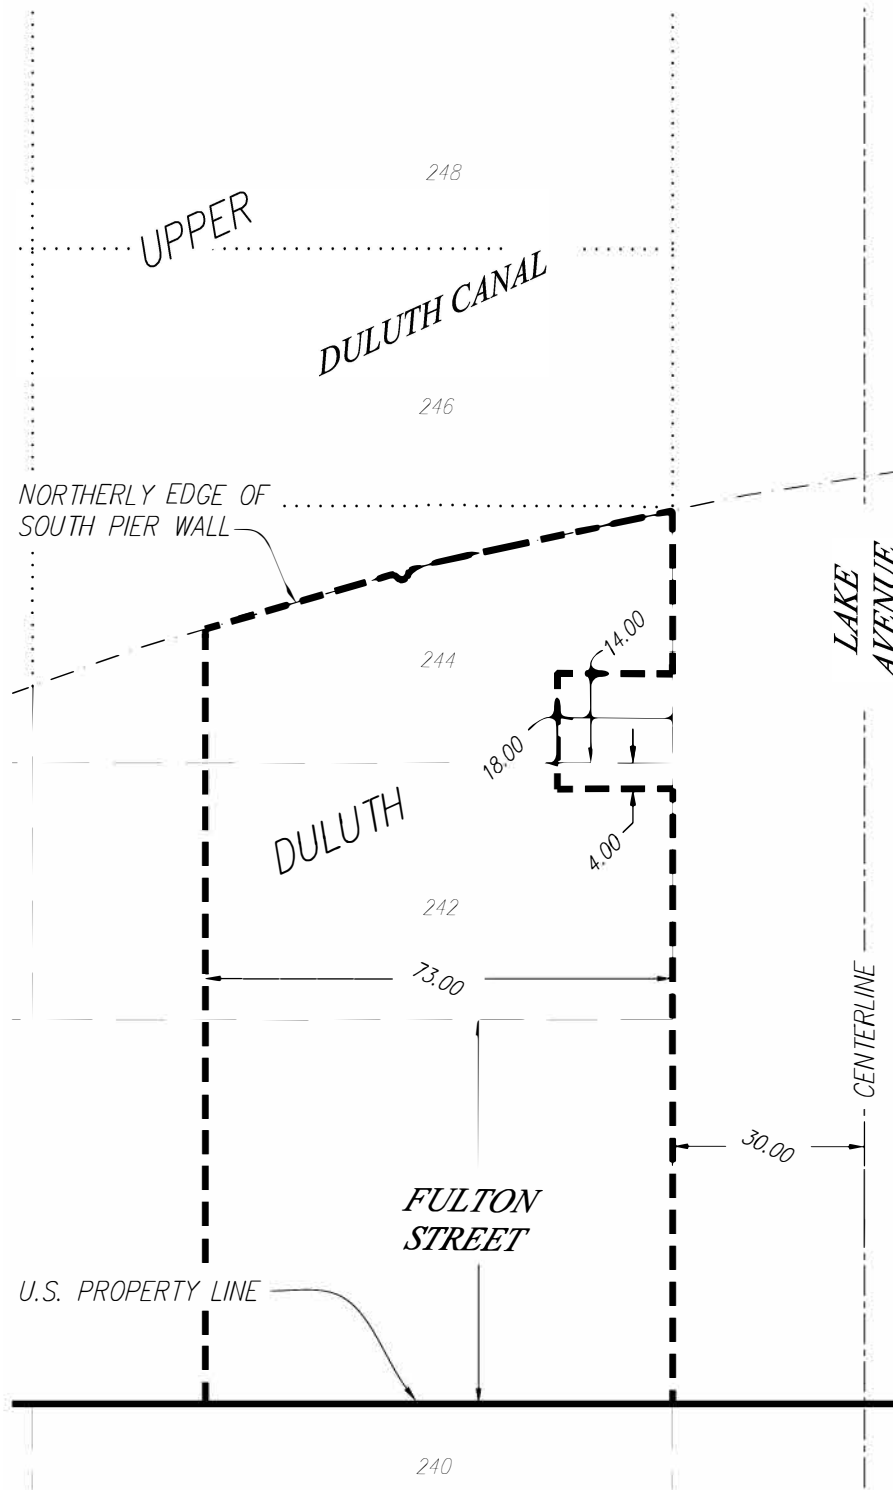 248
UPPER
DULUTH CANAL
246
NORTHERLY EDGE OF
SOUTH PIER WALL
LAKE
AVENUE
14.00
244
18.00
DULUTH
4.00
242
73.00
CENTERLINE
30.00
FULTON
STREET
U.S. PROPERTY LINE
240